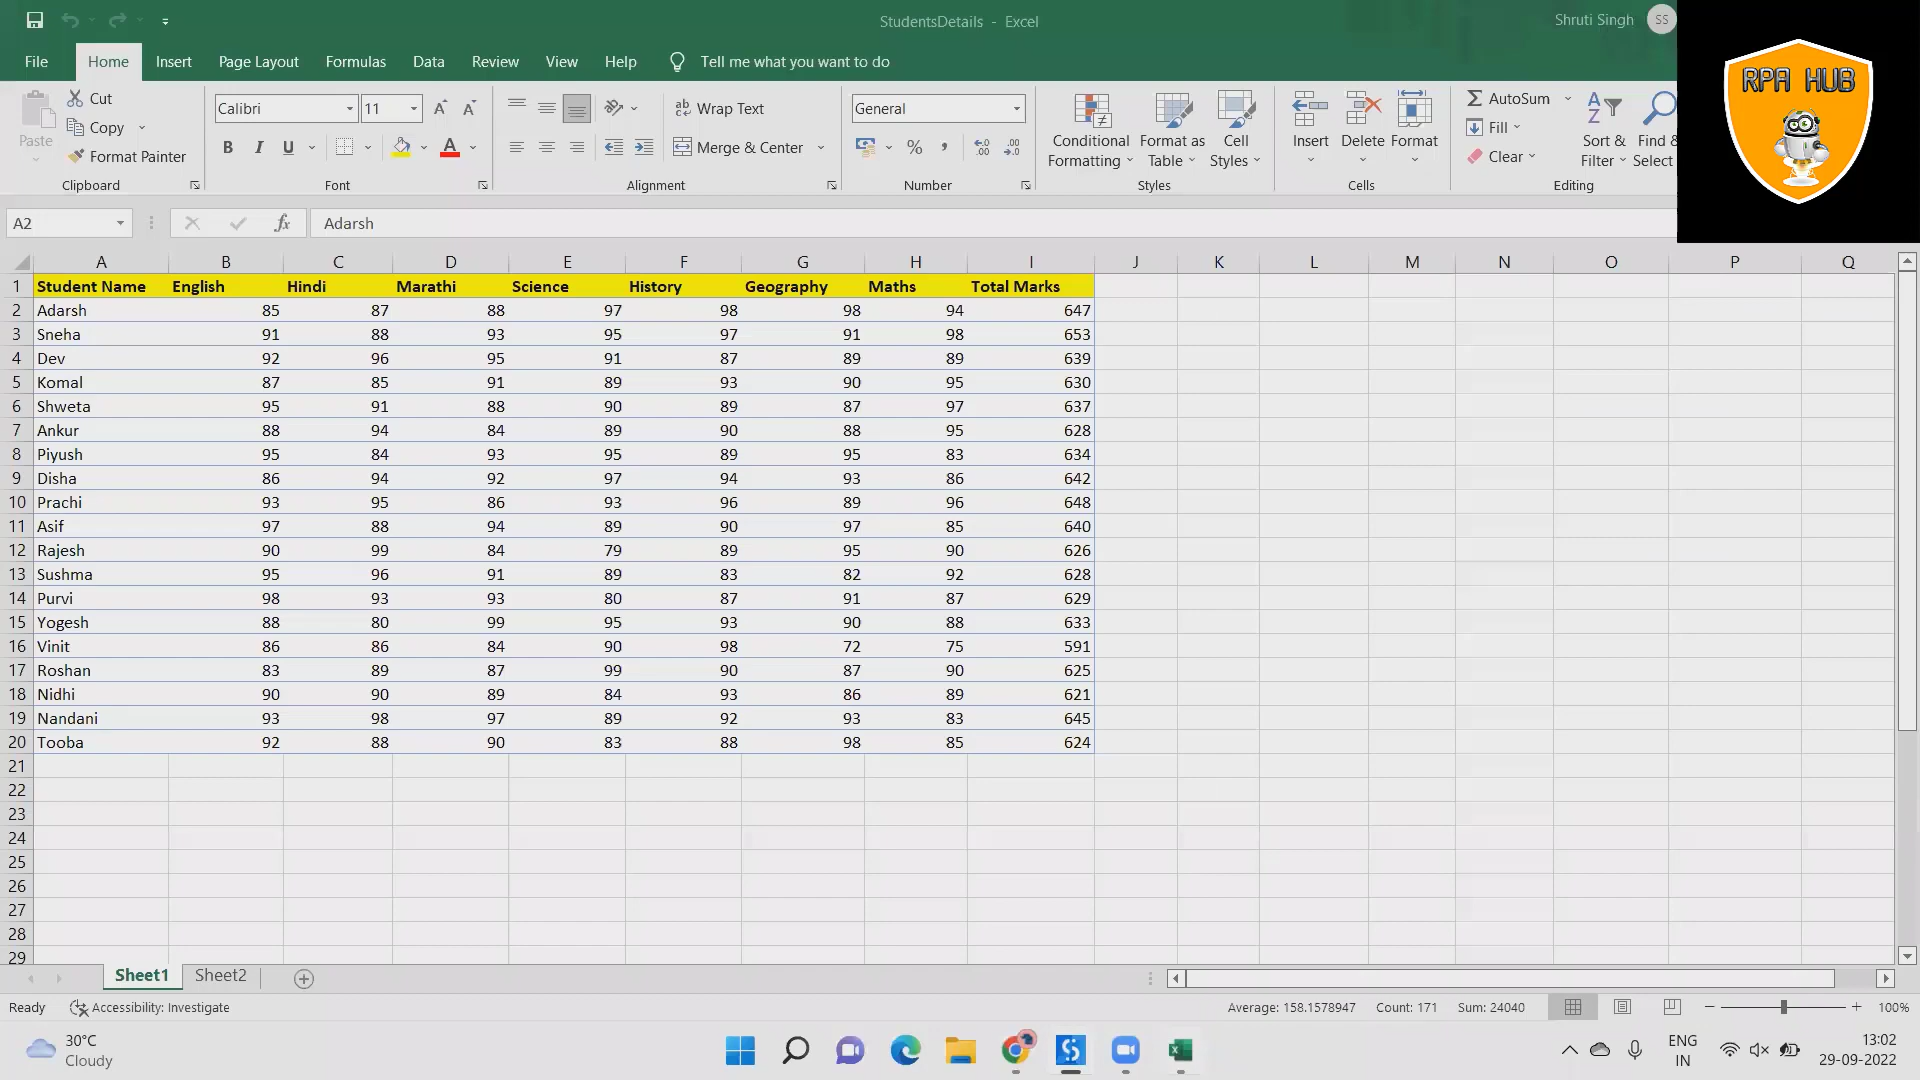 StudentsDetails - Excel
Shruti Singh SS
RPA HUB
File Home Insert Page Layout Formulas Data Review View Help Tell me what you want to do
Paste
Cut
Copy
Format Painter
Clipboard
Calibri 11 A A
B I U A
Font
ab Wrap Text
Merge & Center
Alignment
General
% ,
Number
Conditional Formatting
Format as Table
Cell Styles
Styles
Insert Delete Format
Cells
AutoSum
Fill
Clear
Sort & Filter
Find & Select
Editing
A2 fx Adarsh
A B C D E F G H I J K L M N O P Q
1 Student Name English Hindi Marathi Science History Geography Maths Total Marks
2 Adarsh 85 87 88 97 98 98 94 647
3 Sneha 91 88 93 95 97 91 98 653
4 Dev 92 96 95 91 87 89 89 639
5 Komal 87 85 91 89 93 90 95 630
6 Shweta 95 91 88 90 89 87 97 637
7 Ankur 88 94 84 89 90 88 95 628
8 Piyush 95 84 93 95 89 95 83 634
9 Disha 86 94 92 97 94 93 86 642
10 Prachi 93 95 86 93 96 89 96 648
11 Asif 97 88 94 89 90 97 85 640
12 Rajesh 90 99 84 79 89 95 90 626
13 Sushma 95 96 91 89 83 82 92 628
14 Purvi 98 93 93 80 87 91 87 629
15 Yogesh 88 80 99 95 93 90 88 633
16 Vinit 86 86 84 90 98 72 75 591
17 Roshan 83 89 87 99 90 87 90 625
18 Nidhi 90 90 89 84 93 86 89 621
19 Nandani 93 98 97 89 92 93 83 645
20 Tooba 92 88 90 83 88 98 85 624
21
22
23
24
25
26
27
28
29
Sheet1 Sheet2
Ready Accessibility: Investigate Average: 158.1578947 Count: 171 Sum: 24040 100%
30°C
Cloudy
ENG
IN
13:02
29-09-2022